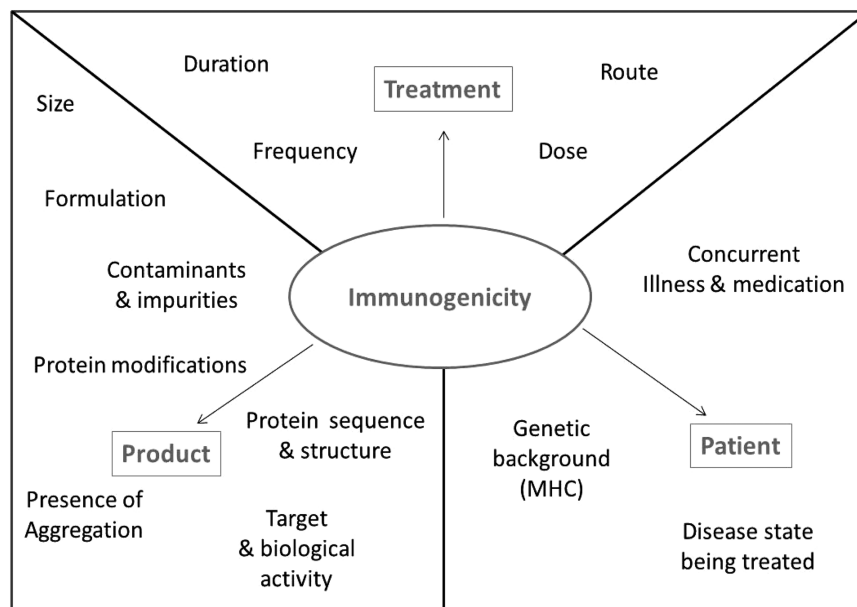 Duration
Treatment
Route
Frequency
Dose
Size
Formulation
Contaminants
& impurities
Protein modifications
Product
Protein sequence
& structure
Presence of
Aggregation
Target
& biological
activity
Immunogenicity
Concurrent
Illness & medication
Genetic
background
(MHC)
Patient
Disease state
being treated